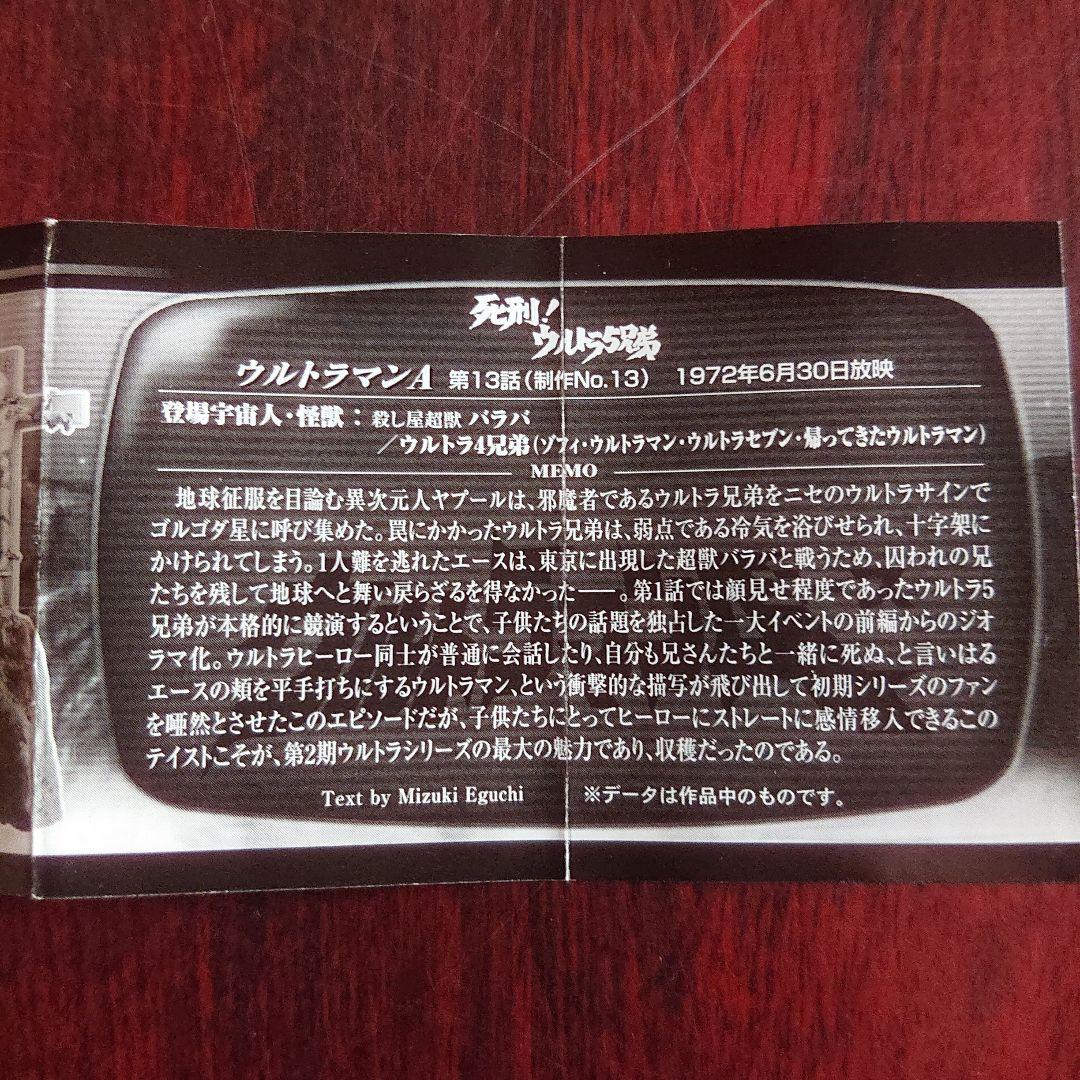 死刑!
ウルトラ5兄弟
ウルトラマンA 第13話(制作No.13) 1972年6月30日放映
登場宇宙人・怪獣:殺し屋超獣 バラバ
/ウルトラ4兄弟(ゾフィ・ウルトラマン・ウルトラセブン・帰ってきたウルトラマン)
MEMO
地球征服を目論む異次元人ヤプールは、邪魔者であるウルトラ兄弟をニセのウルトラサインで
ゴルゴダ星に呼び集めた。罠にかかったウルトラ兄弟は、弱点である冷気を浴びせられ、十字架に
かけられてしまう。1人難を逃れたエースは、東京に出現した超獣バラバと戦うため、囚われの兄
たちを残して地球へと舞い戻らざるを得なかった――。第1話では顔見せ程度であったウルトラ5
兄弟が本格的に競演するということで、子供たちの話題を独占した一大イベントの前編からのジオ
ラマ化。ウルトラヒーロー同士が普通に会話したり、自分も兄さんたちと一緒に死ぬ、と言いはる
エースの頬を平手打ちにするウルトラマン、という衝撃的な描写が飛び出して初期シリーズのファン
を唖然とさせたこのエピソードだが、子供たちにとってヒーローにストレートに感情移入できるこの
テイストこそが、第2期ウルトラシリーズの最大の魅力であり、収穫だったのである。
Text by Mizuki Eguchi ※データは作品中のものです。